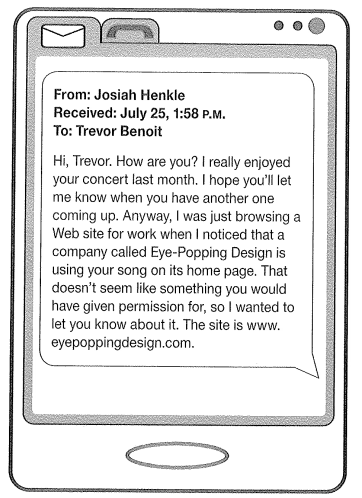 From: Josiah Henkle
Received: July 25, 1:58 P.M.
To: Trevor Benoit
Hi, Trevor. How are you? I really enjoyed
your concert last month. I hope you'll let
me know when you have another one
coming up. Anyway, I was just browsing a
Web site for work when I noticed that a
company called Eye-Popping Design is
using your song on its home page. That
doesn't seem like something you would
have given permission for, so I wanted to
let you know about it. The site is www.
eyepoppingdesign.com.